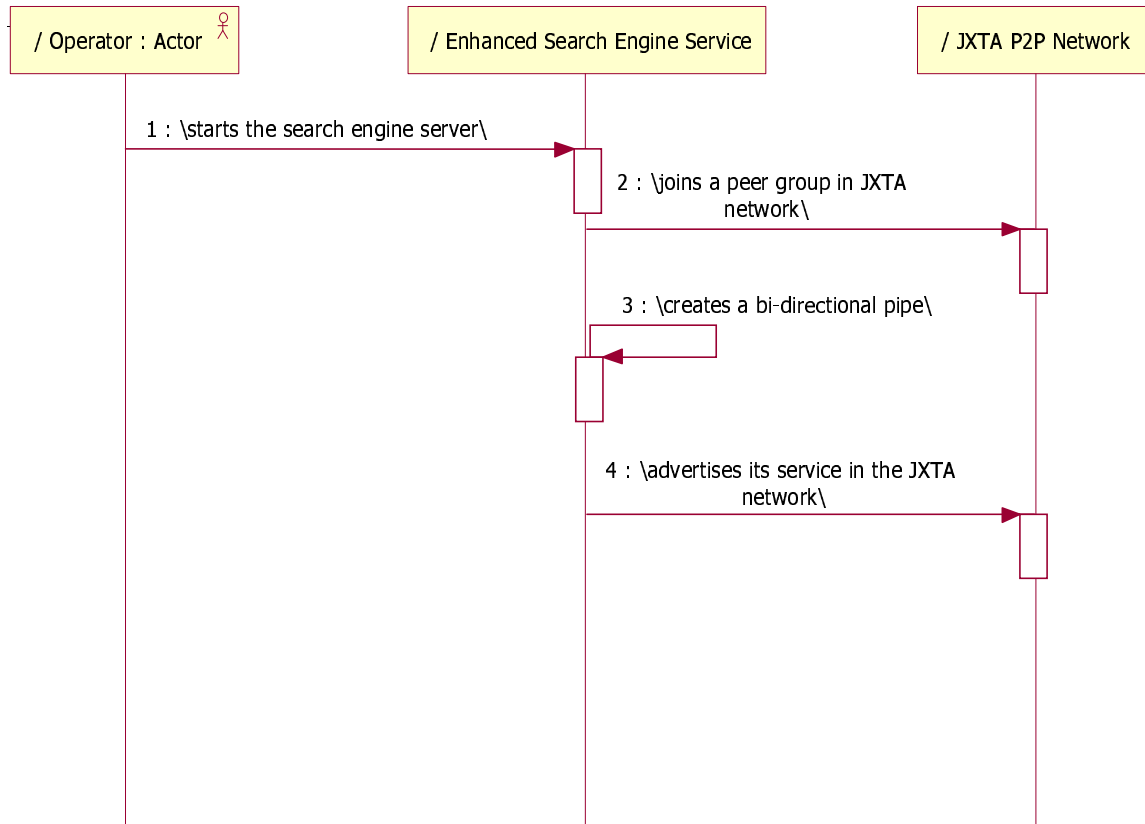 / Operator : Actor
/ Enhanced Search Engine Service
/ JXTA P2P Network
1 : \starts the search engine server\
2 : \joins a peer group in JXTA
network\
3 : \creates a bi-directional pipe\
4 : \advertises its service in the JXTA
network\